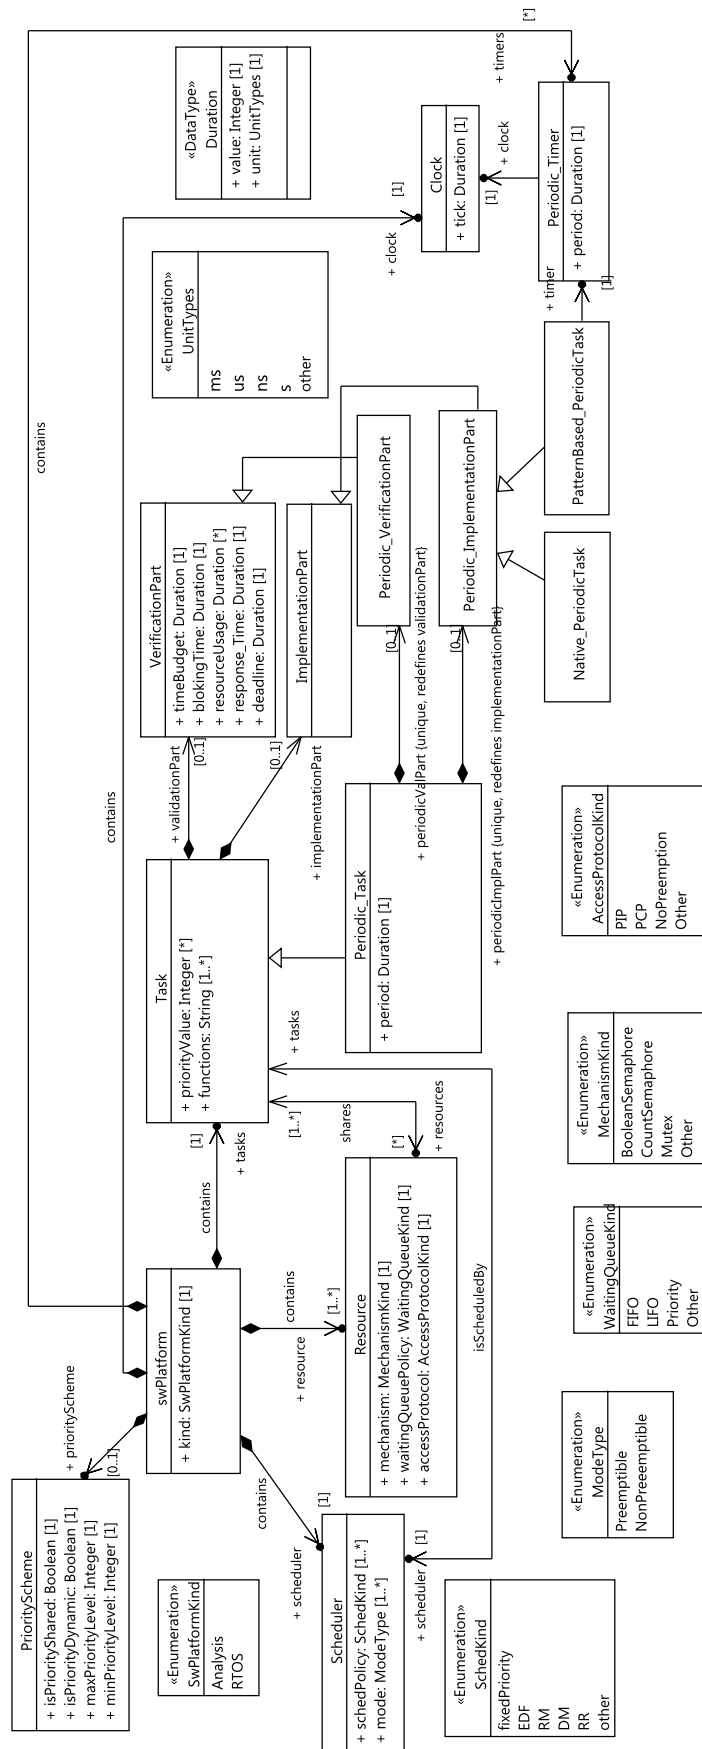 PriorityScheme
+ isPriorityShared: Boolean [1]
+ isPriorityDynamic: Boolean [1]
+ maxPriorityLevel: Integer [1]
+ minPriorityLevel: Integer [1]
+ priorityScheme
[0..1]
contains
contains
[*]
+ timers
«Enumeration»
SwPlatformKind
Analysis
RTOS
swPlatform
+ kind: SwPlatformKind [1]
contains
[1]
+ tasks
Task
+ priorityValue: Integer [*]
+ functions: String [1..*]
+ validationPart
[0..1]
VerificationPart
+ timeBudget: Duration [1]
+ blokingTime: Duration [1]
+ resourceUsage: Duration [*]
+ response_Time: Duration [1]
+ deadline: Duration [1]
[0..1]
+ implementationPart
ImplementationPart
«Enumeration»
UnitTypes
ms
us
ns
s
other
«DataType»
Duration
+ value: Integer [1]
+ unit: UnitTypes [1]
[1]
+ clock
Clock
+ tick: Duration [1]
+ clock
[1]
Periodic_Timer
+ period: Duration [1]
+ timer
[1]
contains
[1]
+ scheduler
Scheduler
+ schedPolicy: SchedKind [1..*]
+ mode: ModeType [1..*]
[1]
+ scheduler
contains
+ resource
[1..*]
Resource
+ mechanism: MechanismKind [1]
+ waitingQueuePolicy: WaitingQueueKind [1]
+ accessProtocol: AccessProtocolKind [1]
[1..*]
shares
[*]
+ resources
+ tasks
isScheduledBy
Periodic_Task
+ period: Duration [1]
+ periodicValPart {unique, redefines validationPart}
[0..1]
+ periodicImplPart {unique, redefines implementationPart}
[0..1]
Periodic_VerificationPart
Periodic_ImplementationPart
Native_PeriodicTask
PatternBased_PeriodicTask
«Enumeration»
SchedKind
fixedPriority
EDF
RM
DM
RR
other
«Enumeration»
ModeType
Preemptible
NonPreeemptible
«Enumeration»
WaitingQueueKind
FIFO
LIFO
Priority
Other
«Enumeration»
MechanismKind
BooleanSemaphore
CountSemaphore
Mutex
Other
«Enumeration»
AccessProtocolKind
PIP
PCP
NoPreemption
Other